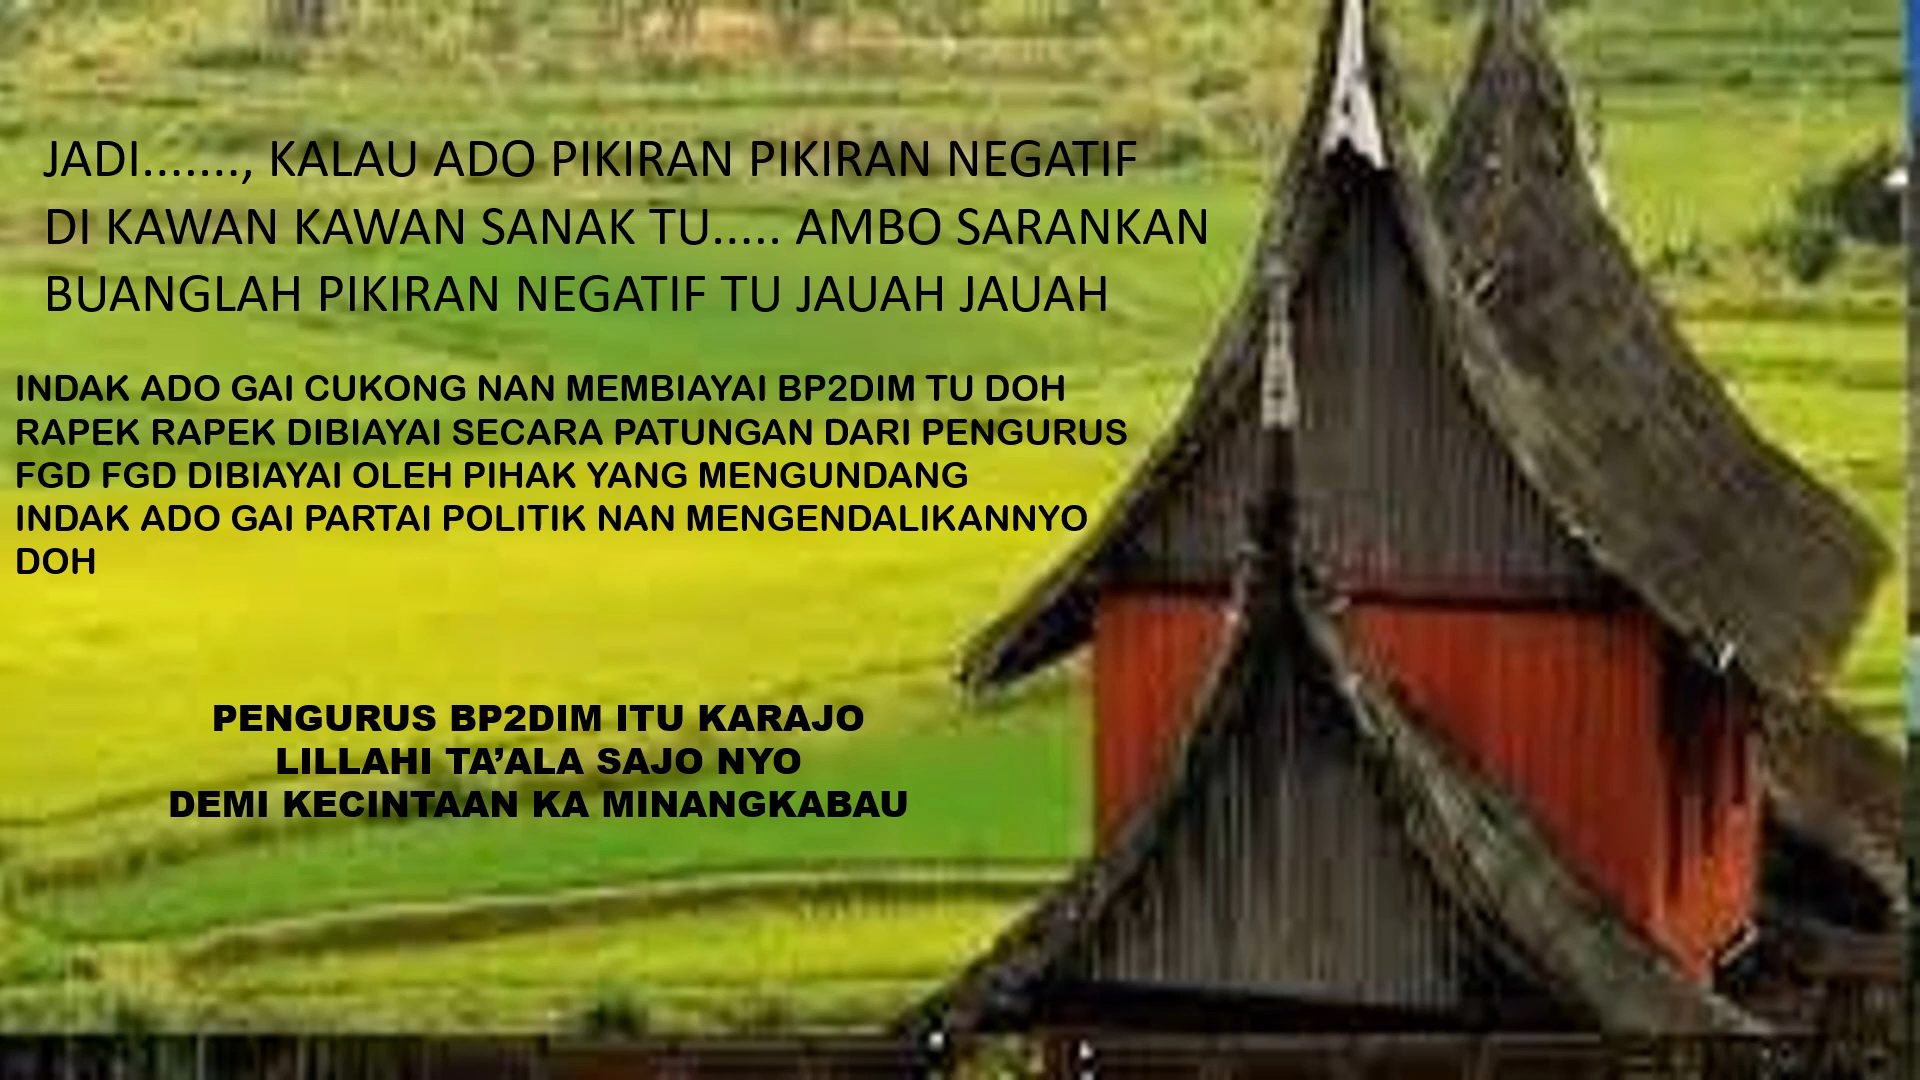 JADI......., KALAU ADO PIKIRAN PIKIRAN NEGATIF
DI KAWAN KAWAN SANAK TU..... AMBO SARANKAN
BUANGLAH PIKIRAN NEGATIF TU JAUAH JAUAH
INDAK ADO GAI CUKONG NAN MEMBIAYAI BP2DIM TU DOH
RAPEK RAPEK DIBIAYAI SECARA PATUNGAN DARI PENGURUS
FGD FGD DIBIAYAI OLEH PIHAK YANG MENGUNDANG
INDAK ADO GAI PARTAI POLITIK NAN MENGENDALIKANNYO
DOH
PENGURUS BP2DIM ITU KARAJO
LILLAHI TA’ALA SAJO NYO
DEMI KECINTAAN KA MINANGKABAU